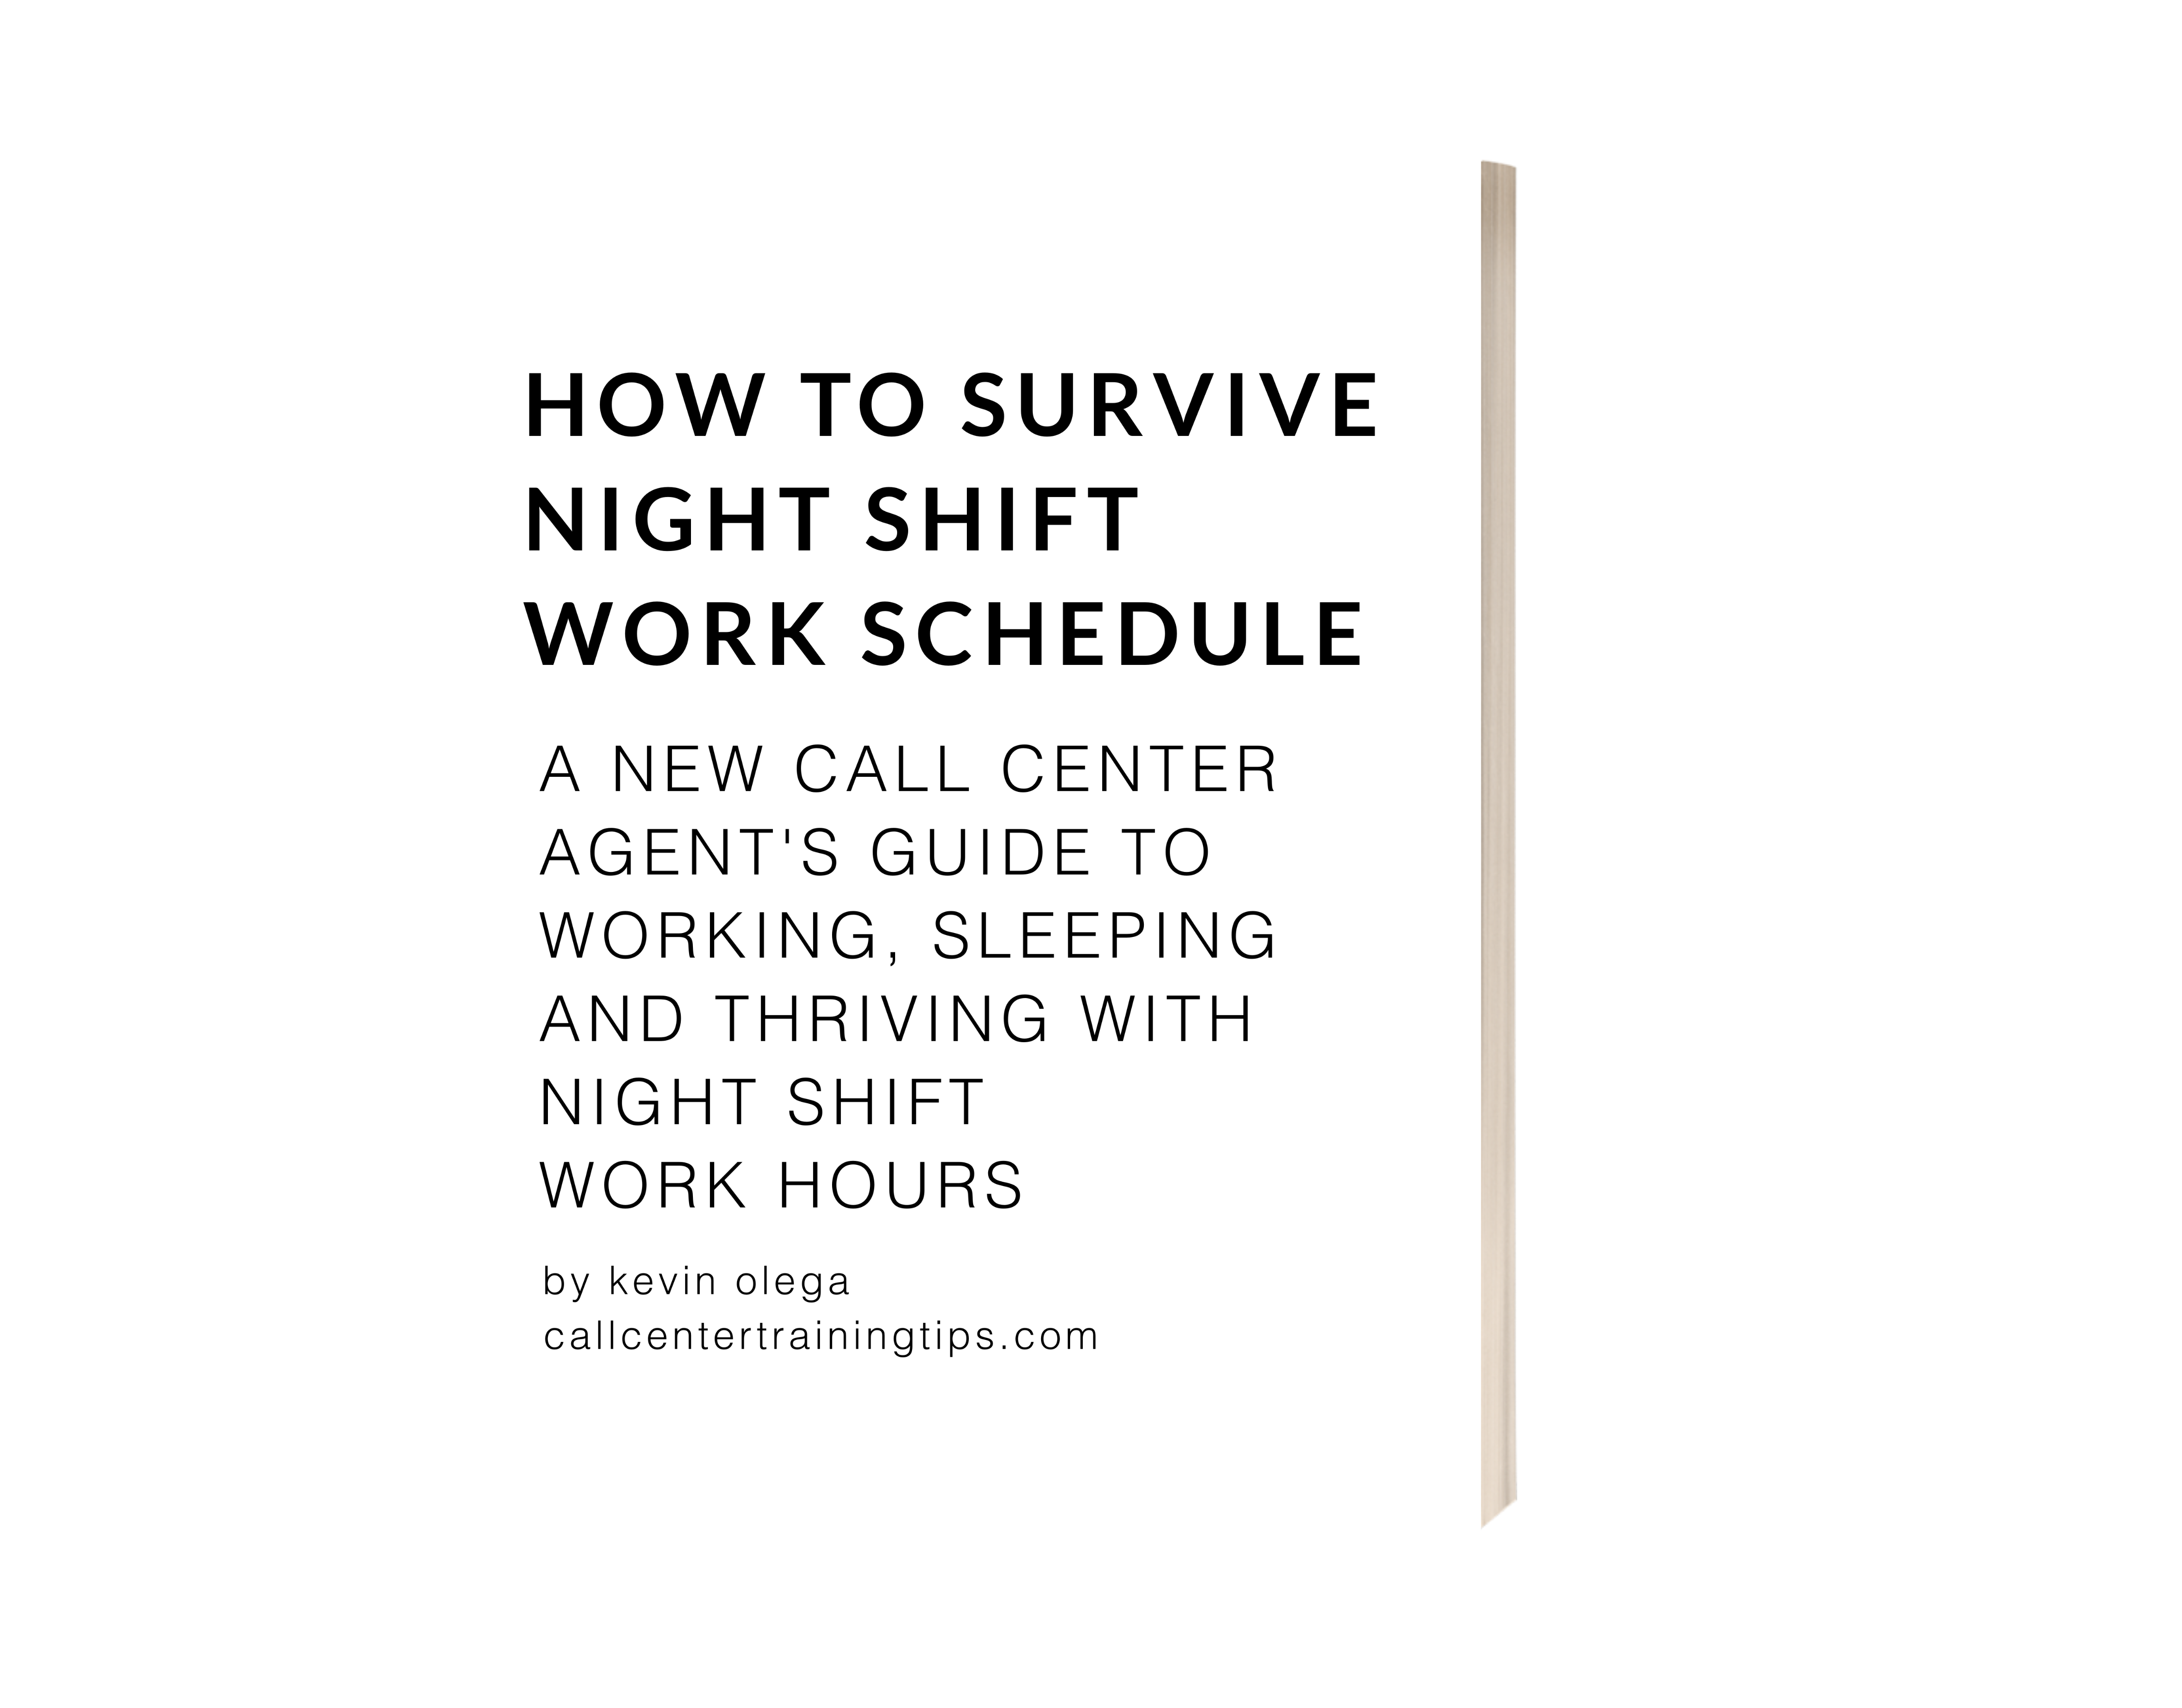 HOW TO SURVIVE
NIGHT SHIFT
WORK SCHEDULE
A NEW CALL CENTER
AGENT'S GUIDE TO
WORKING, SLEEPING
AND THRIVING WITH
NIGHT SHIFT
WORK HOURS
by kevin olega
callcentertrainingtips.com